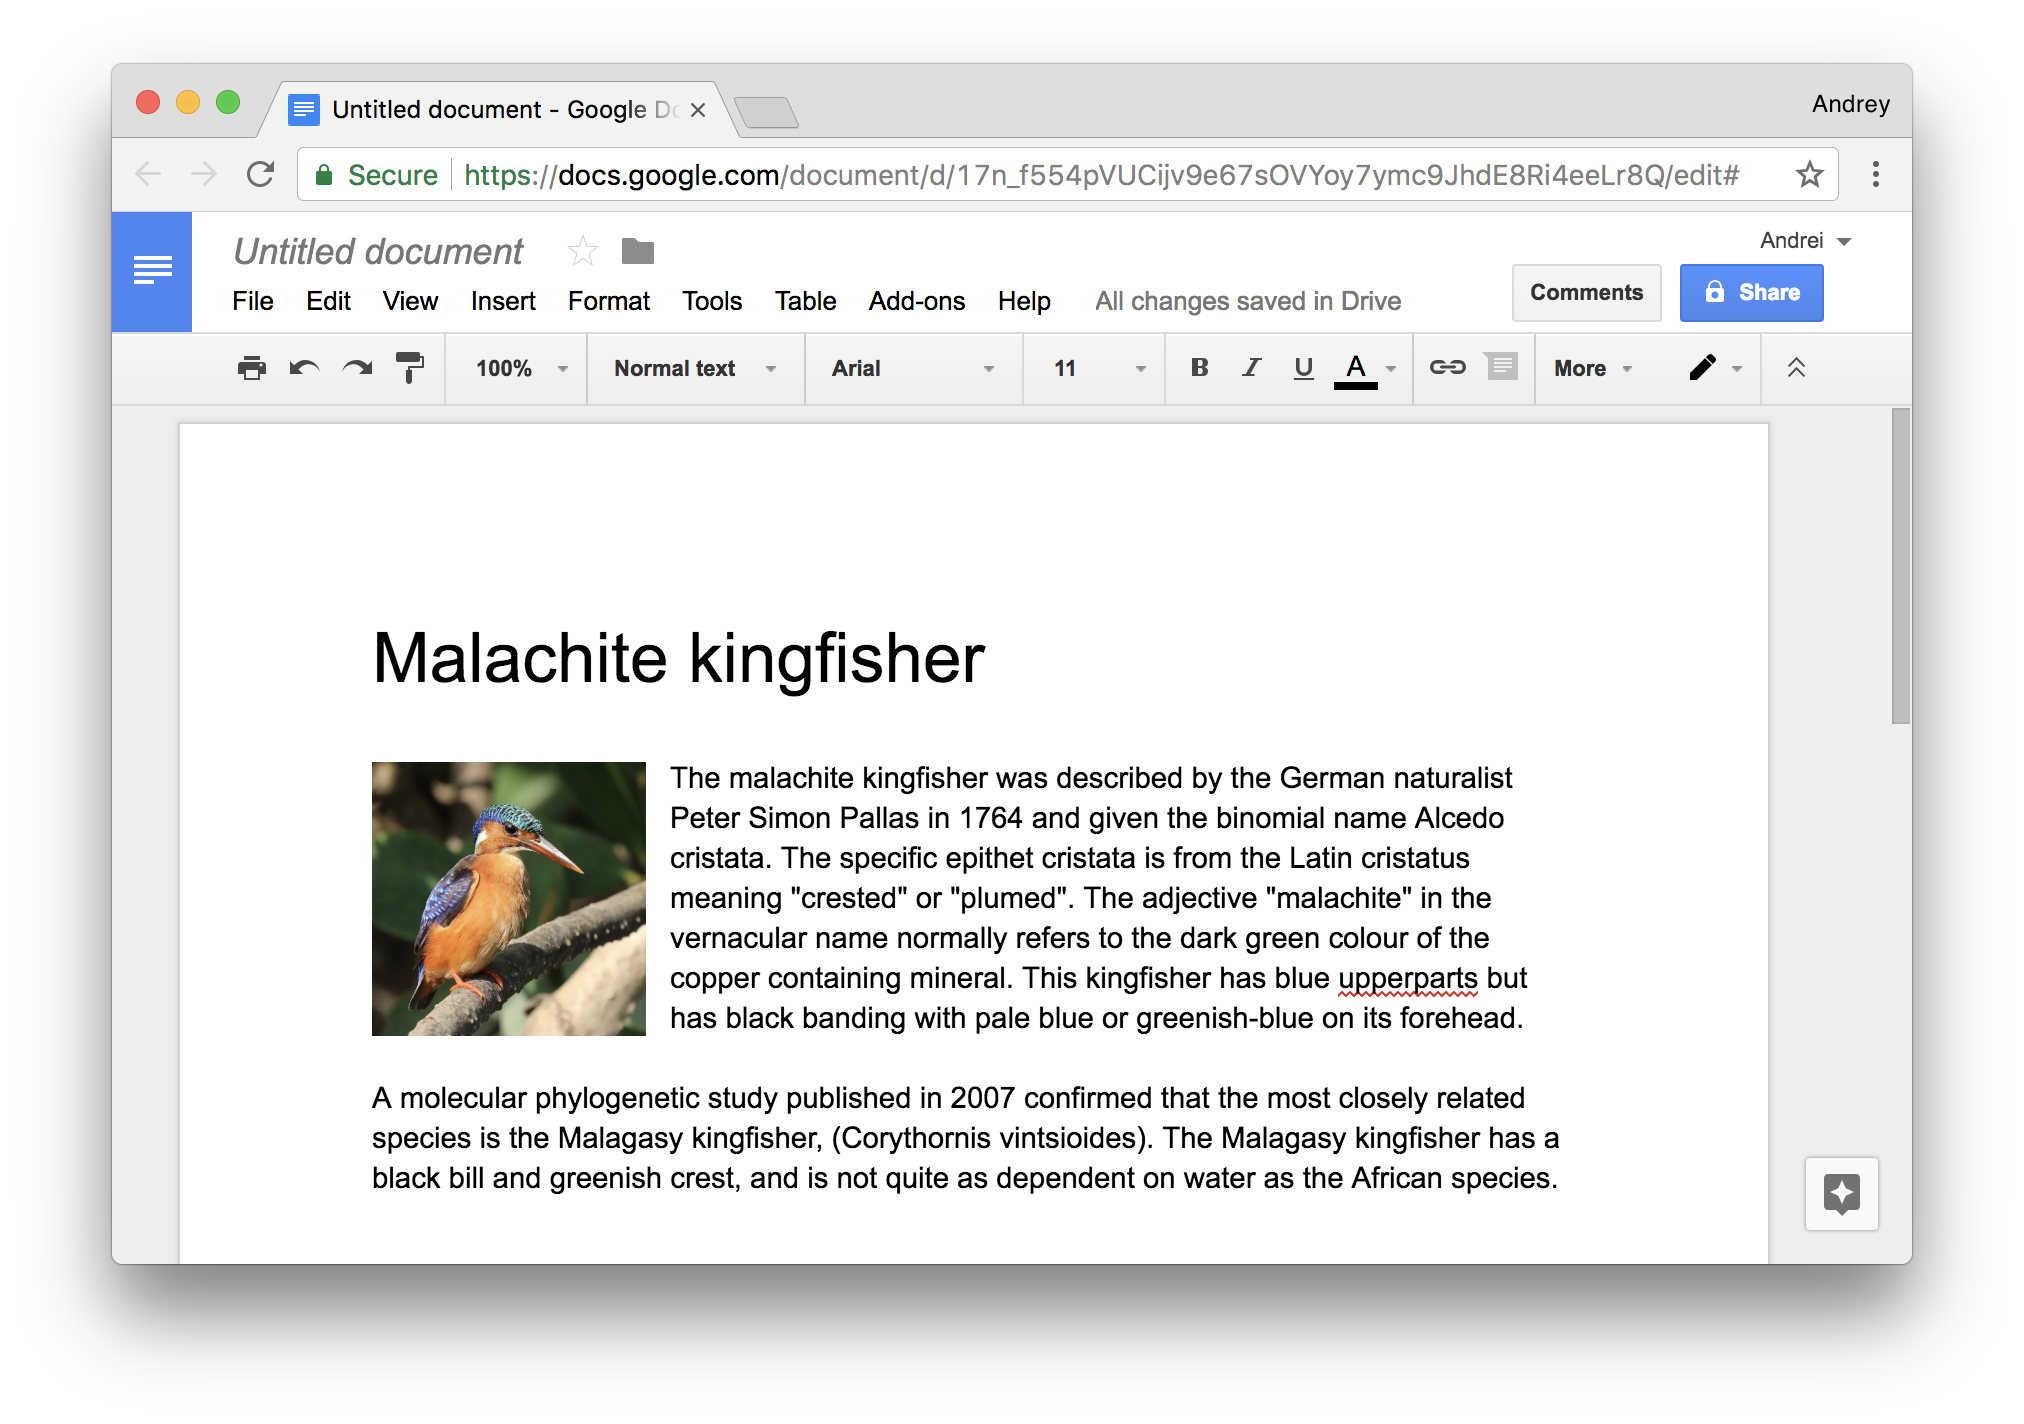 Untitled document - Google Do
Andrey
Secure https://docs.google.com/document/d/17n_f554pVUCijv9e67sOVYoy7ymc9JhdE8Ri4eeLr8Q/edit#
Untitled document
Andrei
File Edit View Insert Format Tools Table Add-ons Help All changes saved in Drive
Comments Share
100% Normal text Arial 11 B I U A More
Malachite kingfisher
The malachite kingfisher was described by the German naturalist
Peter Simon Pallas in 1764 and given the binomial name Alcedo
cristata. The specific epithet cristata is from the Latin cristatus
meaning "crested" or "plumed". The adjective "malachite" in the
vernacular name normally refers to the dark green colour of the
copper containing mineral. This kingfisher has blue upperparts but
has black banding with pale blue or greenish-blue on its forehead.
A molecular phylogenetic study published in 2007 confirmed that the most closely related
species is the Malagasy kingfisher, (Corythornis vintsioides). The Malagasy kingfisher has a
black bill and greenish crest, and is not quite as dependent on water as the African species.